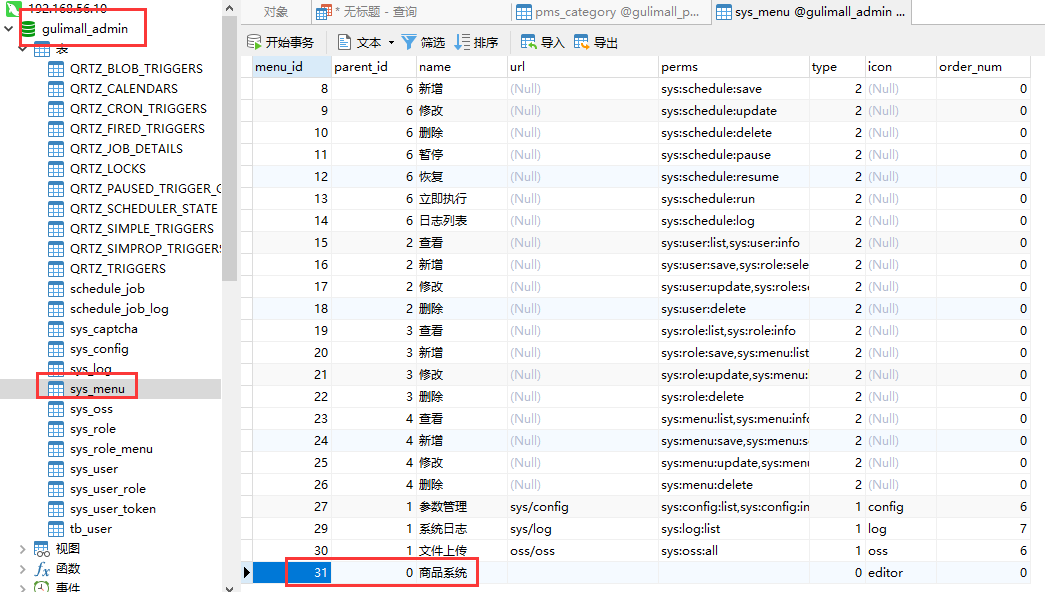 192.168.56.10
gulimall_admin
表
QRTZ_BLOB_TRIGGERS
QRTZ_CALENDARS
QRTZ_CRON_TRIGGERS
QRTZ_FIRED_TRIGGERS
QRTZ_JOB_DETAILS
QRTZ_LOCKS
QRTZ_PAUSED_TRIGGER_G
QRTZ_SCHEDULER_STATE
QRTZ_SIMPLE_TRIGGERS
QRTZ_SIMPROP_TRIGGERS
QRTZ_TRIGGERS
schedule_job
schedule_job_log
sys_captcha
sys_config
sys_log
sys_menu
sys_oss
sys_role
sys_role_menu
sys_user
sys_user_role
sys_user_token
tb_user
视图
fx 函数
事件
对象 * 无标题 - 查询 pms_category @gulimall_p... sys_menu @gulimall_admin ...
开始事务 文本 筛选 排序 导入 导出
menu_id parent_id name url perms type icon order_num
8 6 新增 (Null) sys:schedule:save 2 (Null) 0
9 6 修改 (Null) sys:schedule:update 2 (Null) 0
10 6 删除 (Null) sys:schedule:delete 2 (Null) 0
11 6 暂停 (Null) sys:schedule:pause 2 (Null) 0
12 6 恢复 (Null) sys:schedule:resume 2 (Null) 0
13 6 立即执行 (Null) sys:schedule:run 2 (Null) 0
14 6 日志列表 (Null) sys:schedule:log 2 (Null) 0
15 2 查看 (Null) sys:user:list,sys:user:info 2 (Null) 0
16 2 新增 (Null) sys:user:save,sys:role:sele 2 (Null) 0
17 2 修改 (Null) sys:user:update,sys:role:s 2 (Null) 0
18 2 删除 (Null) sys:user:delete 2 (Null) 0
19 3 查看 (Null) sys:role:list,sys:role:info 2 (Null) 0
20 3 新增 (Null) sys:role:save,sys:menu:list 2 (Null) 0
21 3 修改 (Null) sys:role:update,sys:menu: 2 (Null) 0
22 3 删除 (Null) sys:role:delete 2 (Null) 0
23 4 查看 (Null) sys:menu:list,sys:menu:info 2 (Null) 0
24 4 新增 (Null) sys:menu:save,sys:menu:s 2 (Null) 0
25 4 修改 (Null) sys:menu:update,sys:menu 2 (Null) 0
26 4 删除 (Null) sys:menu:delete 2 (Null) 0
27 1 参数管理 sys/config sys:config:list,sys:config:in 1 config 6
29 1 系统日志 sys/log sys:log:list 1 log 7
30 1 文件上传 oss/oss sys:oss:all 1 oss 6
31 0 商品系统 0 editor 0